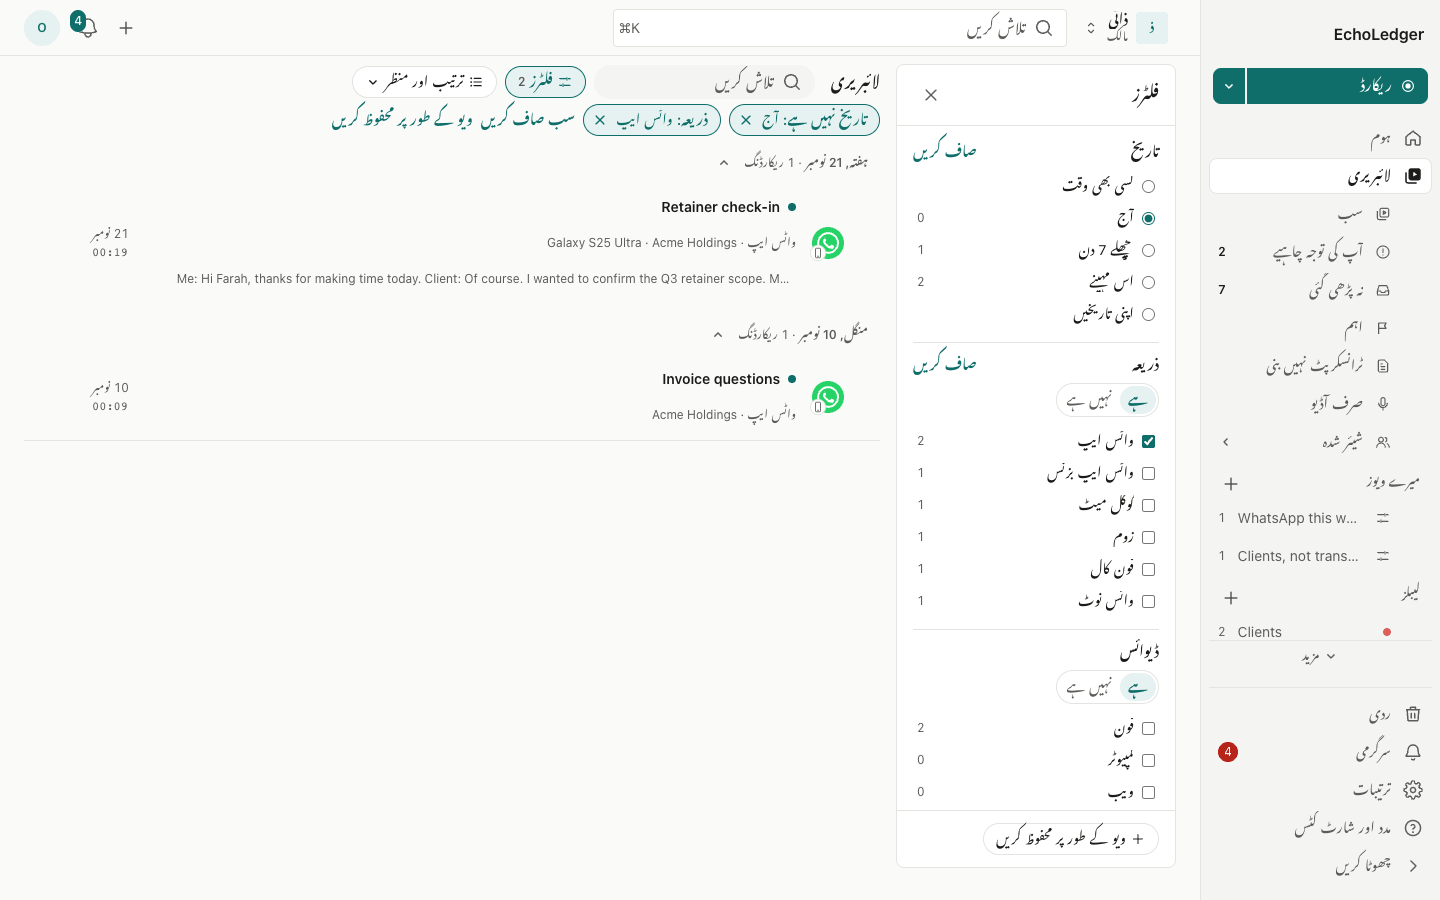 EchoLedger
ریکارڈ
ہوم
لائبریری
سب
آپ کی توجہ چاہیے 2
نہ پڑھی گئی 7
اہم
ٹرانسکرپٹ نہیں بنی
صرف آڈیو
شیئر شدہ
میرے ویوز
WhatsApp this w... 1
Clients, not trans... 1
لیبلز
Clients 2
مزید
ردی
سرگرمی 4
ترتیبات
مدد اور شارٹ کٹس
چھوٹا کریں
ذ
ذاتی
مالک
تلاش کریں ⌘K
4
O
فلٹرز
تاریخ صاف کریں
کسی بھی وقت
آج 0
پچھلے 7 دن 1
اس مہینے 2
اپنی تاریخیں
ذریعہ صاف کریں
ہے نہیں ہے
واٹس ایپ 2
واٹس ایپ بزنس 1
گوگل میٹ 1
زوم 1
فون کال 1
وائس نوٹ 1
ڈیوائس
ہے نہیں ہے
فون 2
کمپیوٹر 0
ویب 0
ویو کے طور پر محفوظ کریں
لائبریری
تلاش کریں
فلٹرز 2
ترتیب اور منظر
تاریخ نہیں ہے: آج
ذریعہ: واٹس ایپ
سب صاف کریں
ویو کے طور پر محفوظ کریں
ہفتہ, 21 نومبر · 1 ریکارڈنگ
Retainer check-in
واٹس ایپ · Galaxy S25 Ultra · Acme Holdings
Me: Hi Farah, thanks for making time today. Client: Of course. I wanted to confirm the Q3 retainer scope. M...
21 نومبر
00:19
منگل, 10 نومبر · 1 ریکارڈنگ
Invoice questions
واٹس ایپ · Acme Holdings
10 نومبر
00:09